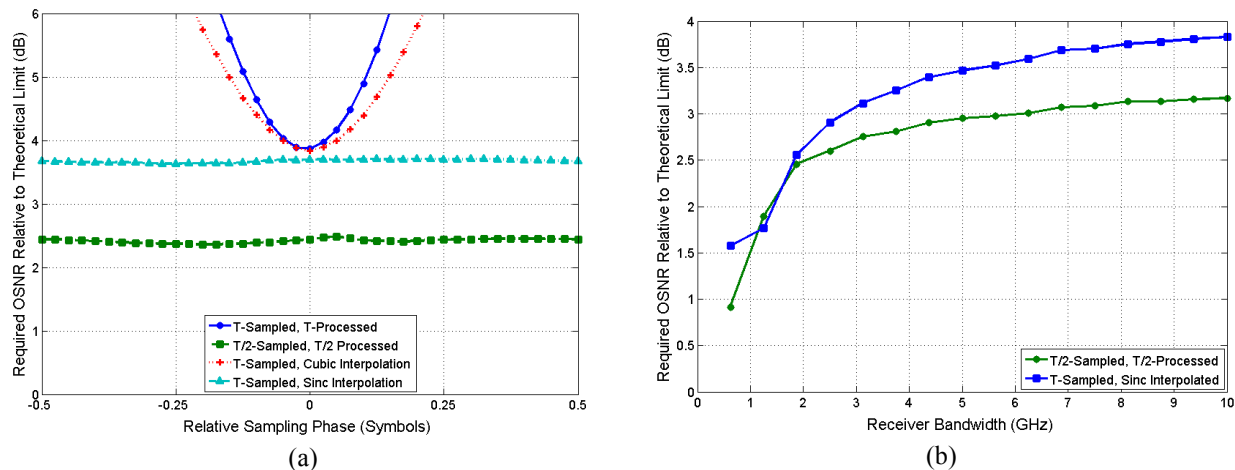 Required OSNR Relative to Theoretical Limit (dB)
6
5
4
3
2
1
0
-0.5
-0.25
0
0.25
0.5
Relative Sampling Phase (Symbols)
T-Sampled, T-Processed
T/2-Sampled, T/2 Processed
T-Sampled, Cubic Interpolation
T-Sampled, Sinc Interpolation
(a)
Required OSNR Relative to Theoretical Limit (dB)
4
3.5
3
2.5
2
1.5
1
0.5
0
0
1
2
3
4
5
6
7
8
9
10
Receiver Bandwidth (GHz)
T/2-Sampled, T/2-Processed
T-Sampled, Sinc Interpolated
(b)